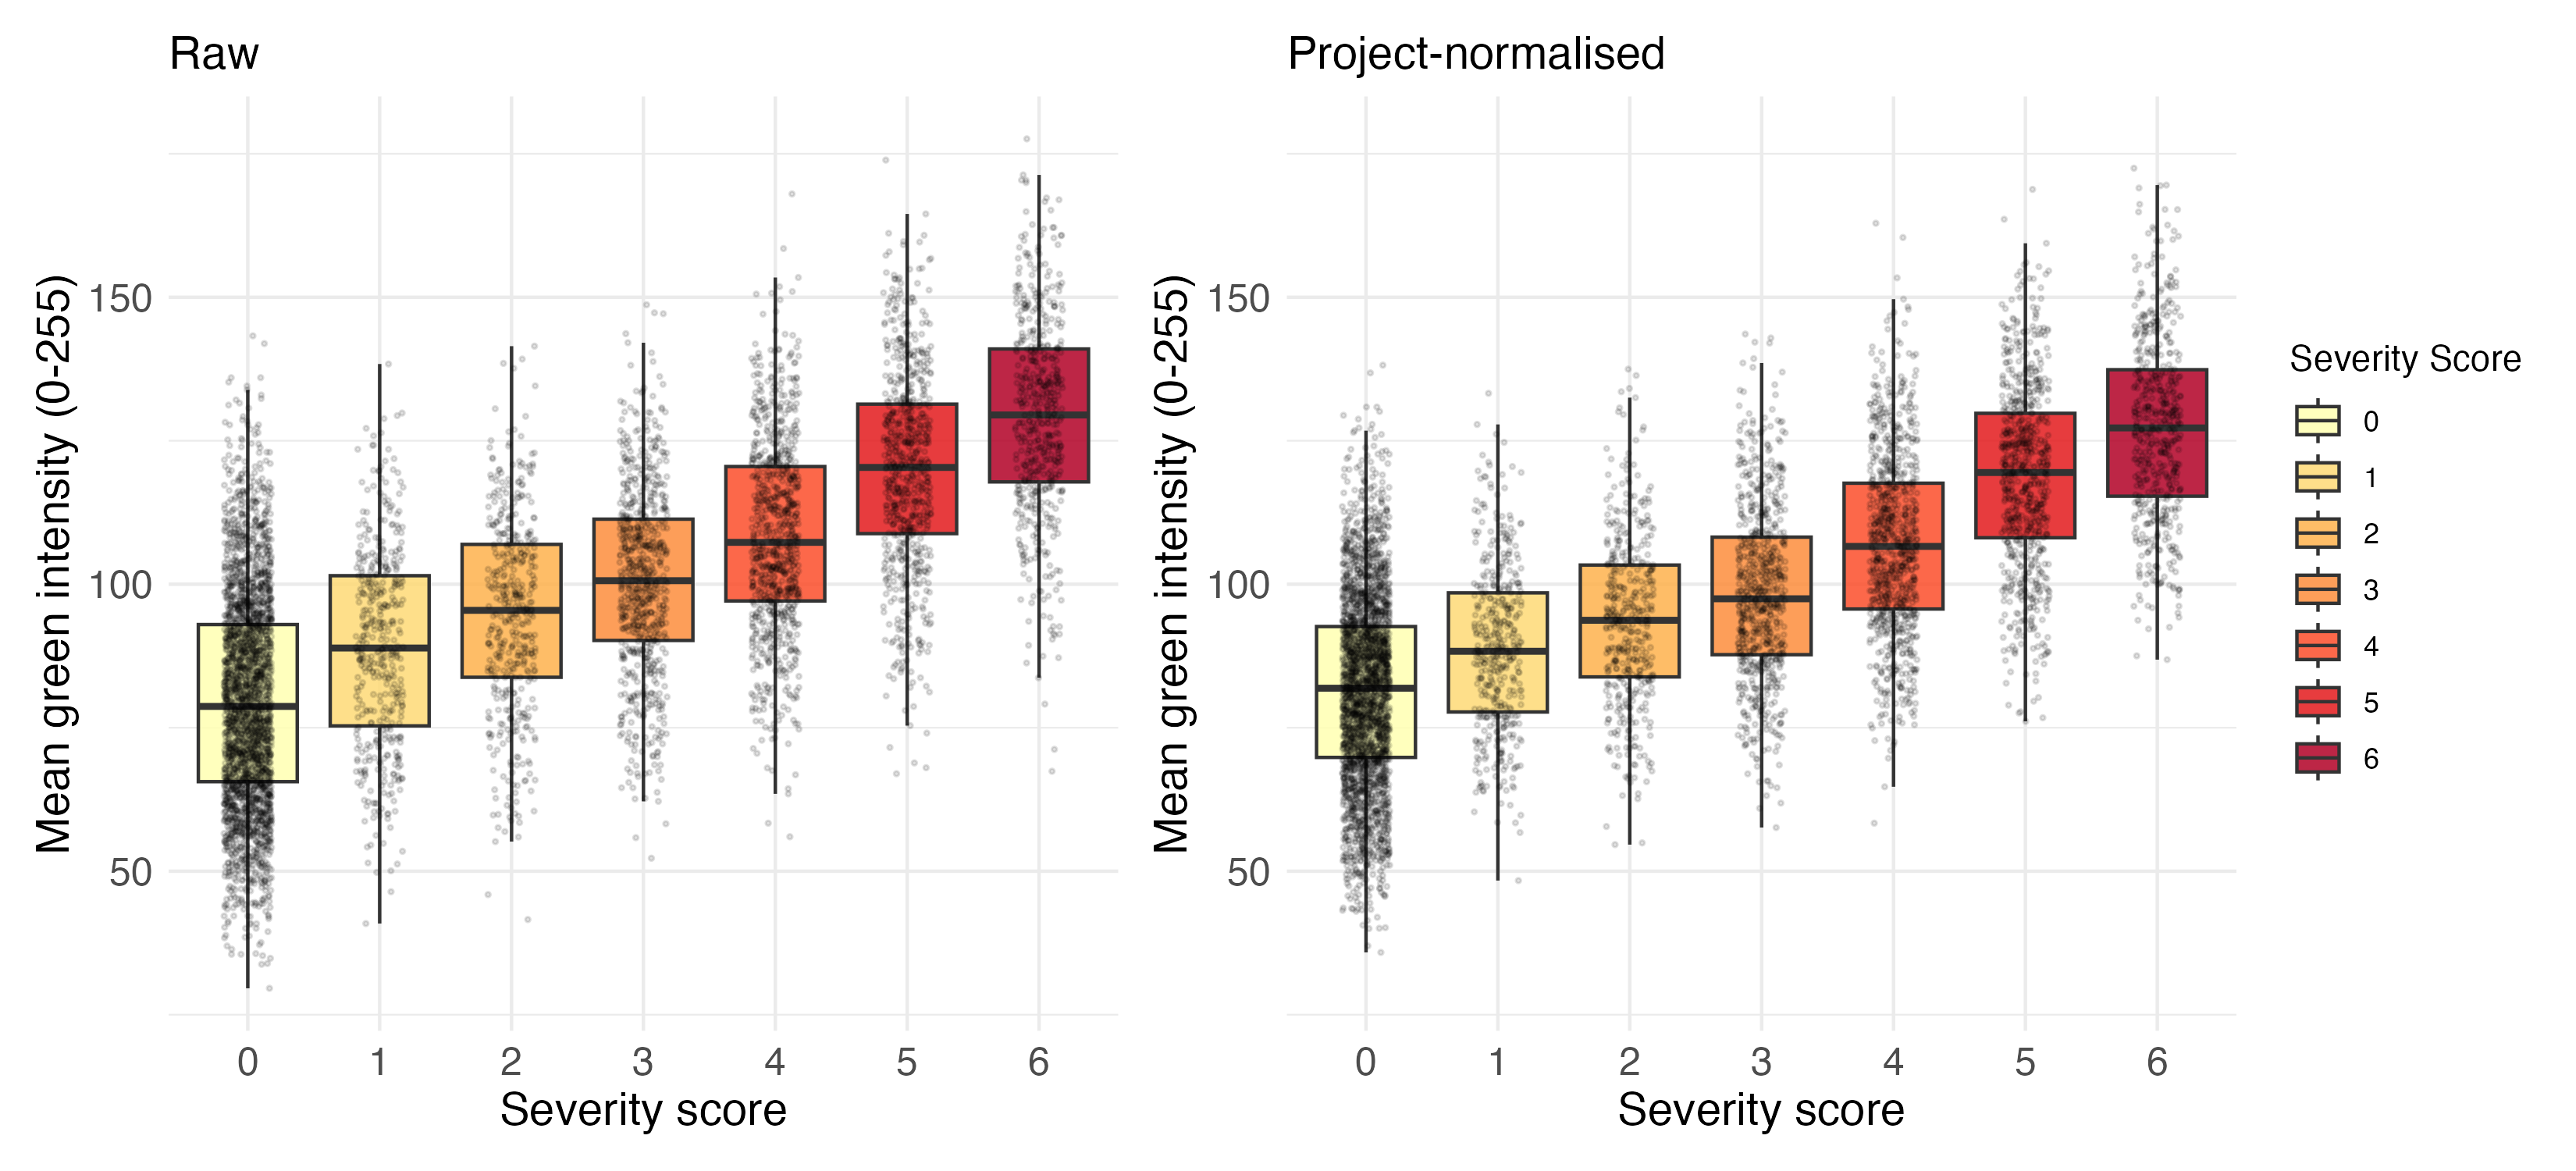 Raw
Mean green intensity (0-255)
150
100
50
0 1 2 3 4 5 6
Severity score
Project-normalised
Mean green intensity (0-255)
150
100
50
0 1 2 3 4 5 6
Severity score
Severity Score
0
1
2
3
4
5
6